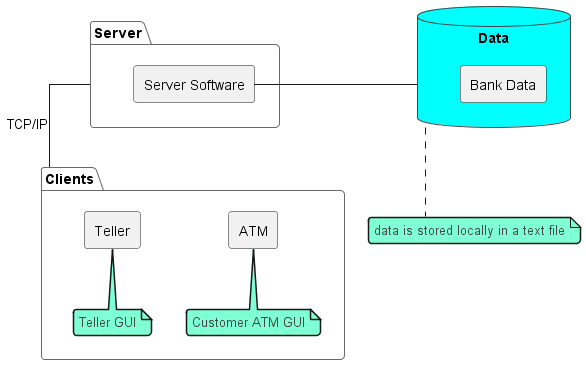 Server
Data
Server Software
Bank Data
TCP/IP
Clients
Teller
ATM
data is stored locally in a text file
Teller GUI
Customer ATM GUI